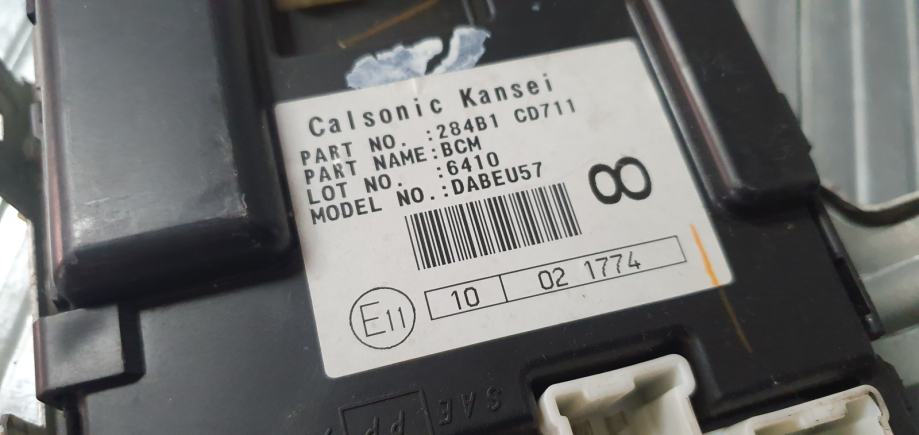 Calsonic Kansei
PART NO. :284B1 CD711
PART NAME:BCM
LOT NO. :6410
MODEL NO.:DABEU57
8
E11 10 02 1774
SAE